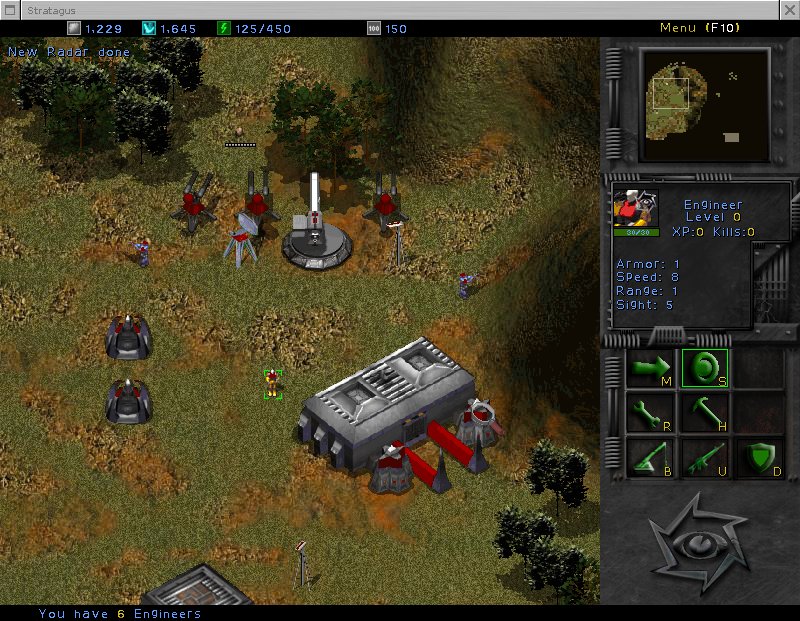 Stratagus
1,229 1,645 125/450 100 150 Menu (F10)
New Radar done
Engineer
Level 0
30/30 XP:0 Kills:0
Armor: 1
Speed: 8
Range: 1
Sight: 5
M S
R H
B U D
You have 6 Engineers